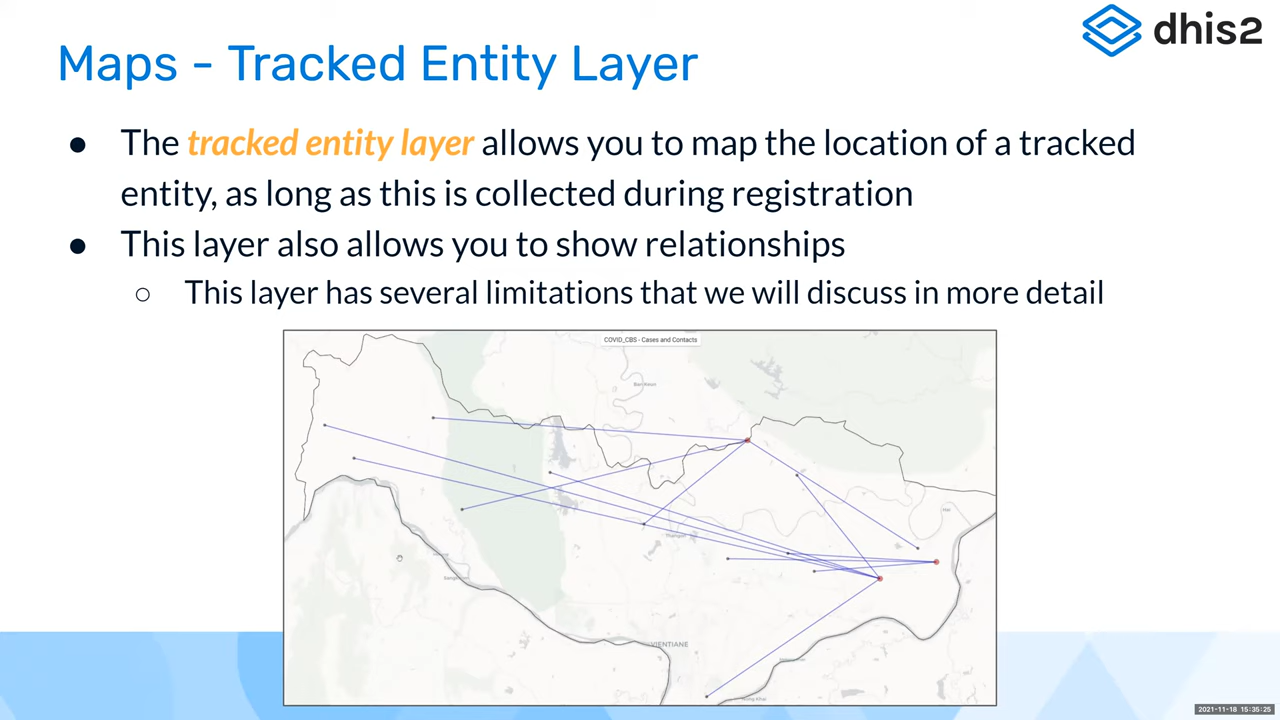 dhis2
Maps - Tracked Entity Layer
● The tracked entity layer allows you to map the location of a tracked
entity, as long as this is collected during registration
● This layer also allows you to show relationships
○ This layer has several limitations that we will discuss in more detail
COVID_CBS - Cases and Contacts
VIENTIANE
2021-11-18 15:35:25